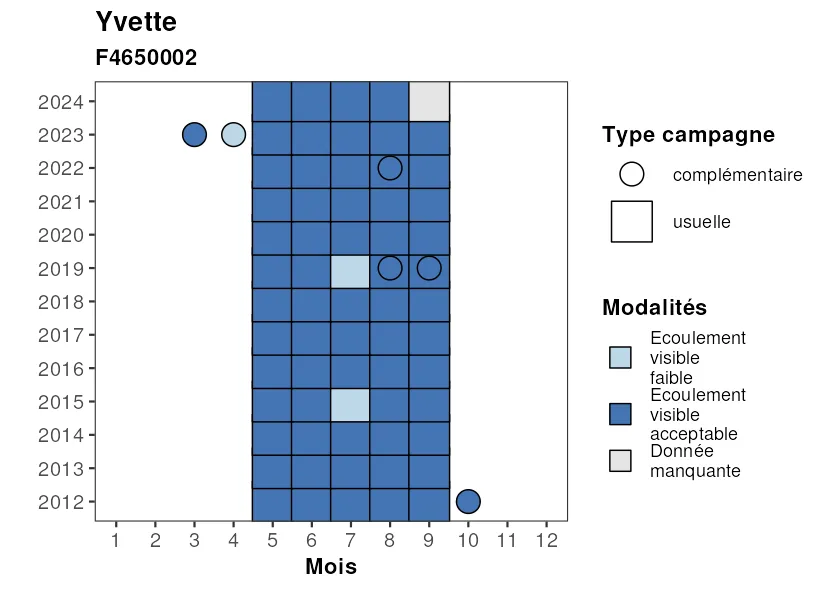 Yvette
F4650002
2024
2023
2022
2021
2020
2019
2018
2017
2016
2015
2014
2013
2012
1 2 3 4 5 6 7 8 9 10 11 12
Mois
Type campagne
complémentaire
usuelle
Modalités
Ecoulement
visible
faible
Ecoulement
visible
acceptable
Donnée
manquante